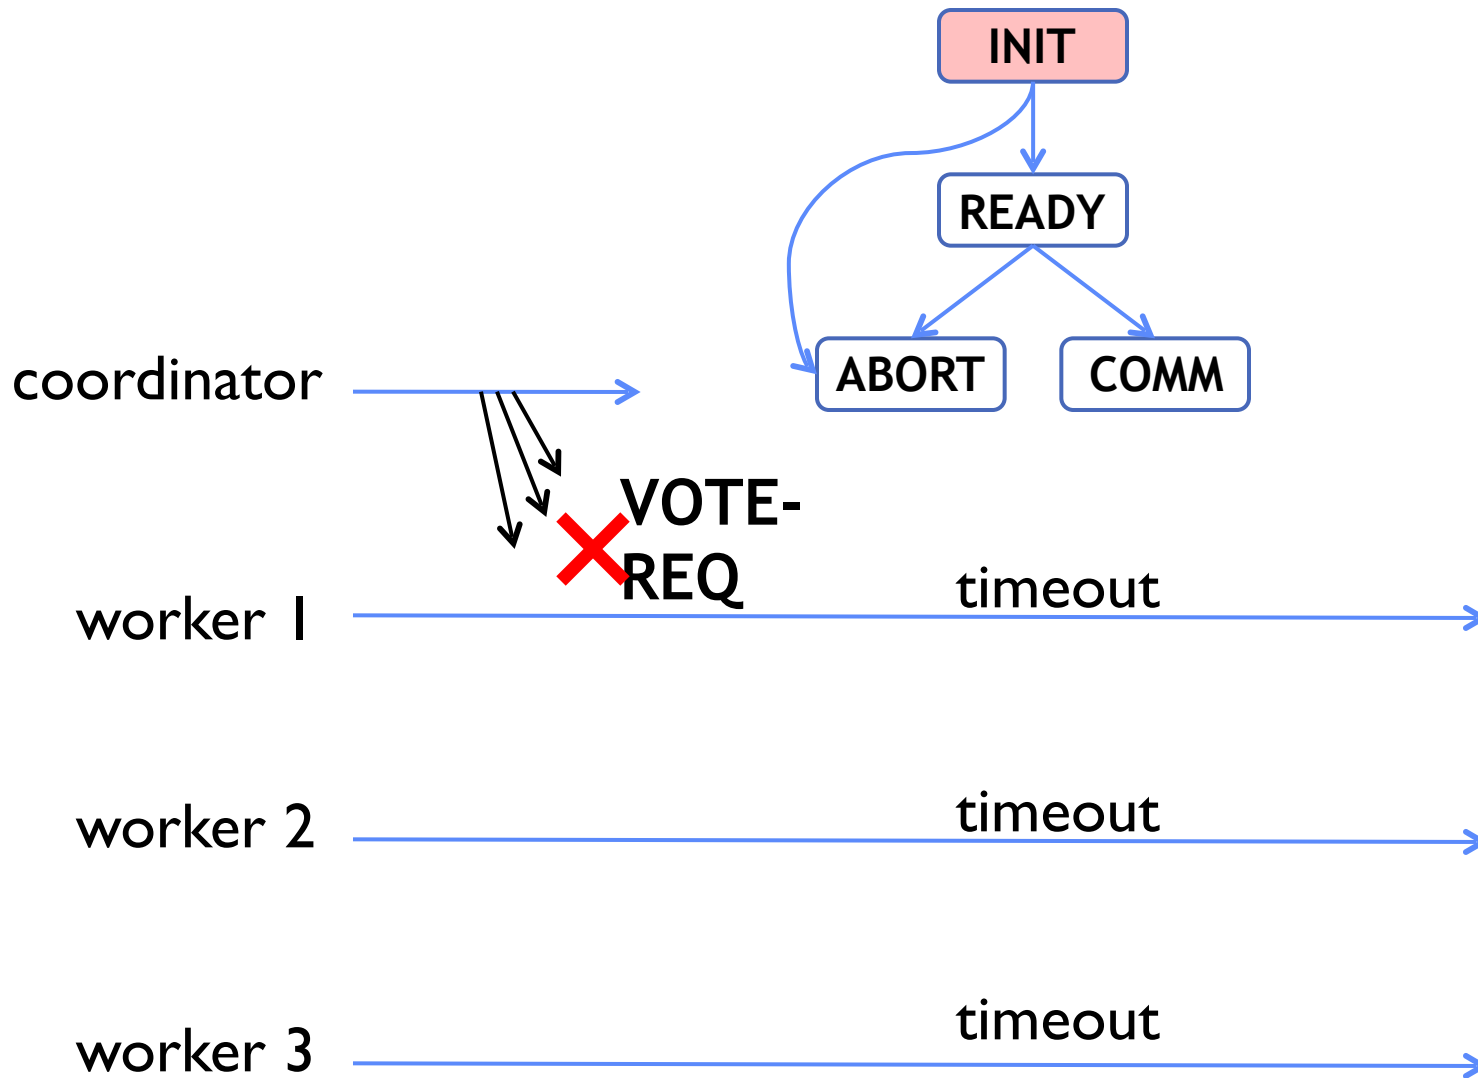 INIT
READY
ABORT
COMM
coordinator
VOTE-
REQ
worker 1
timeout
worker 2
timeout
worker 3
timeout